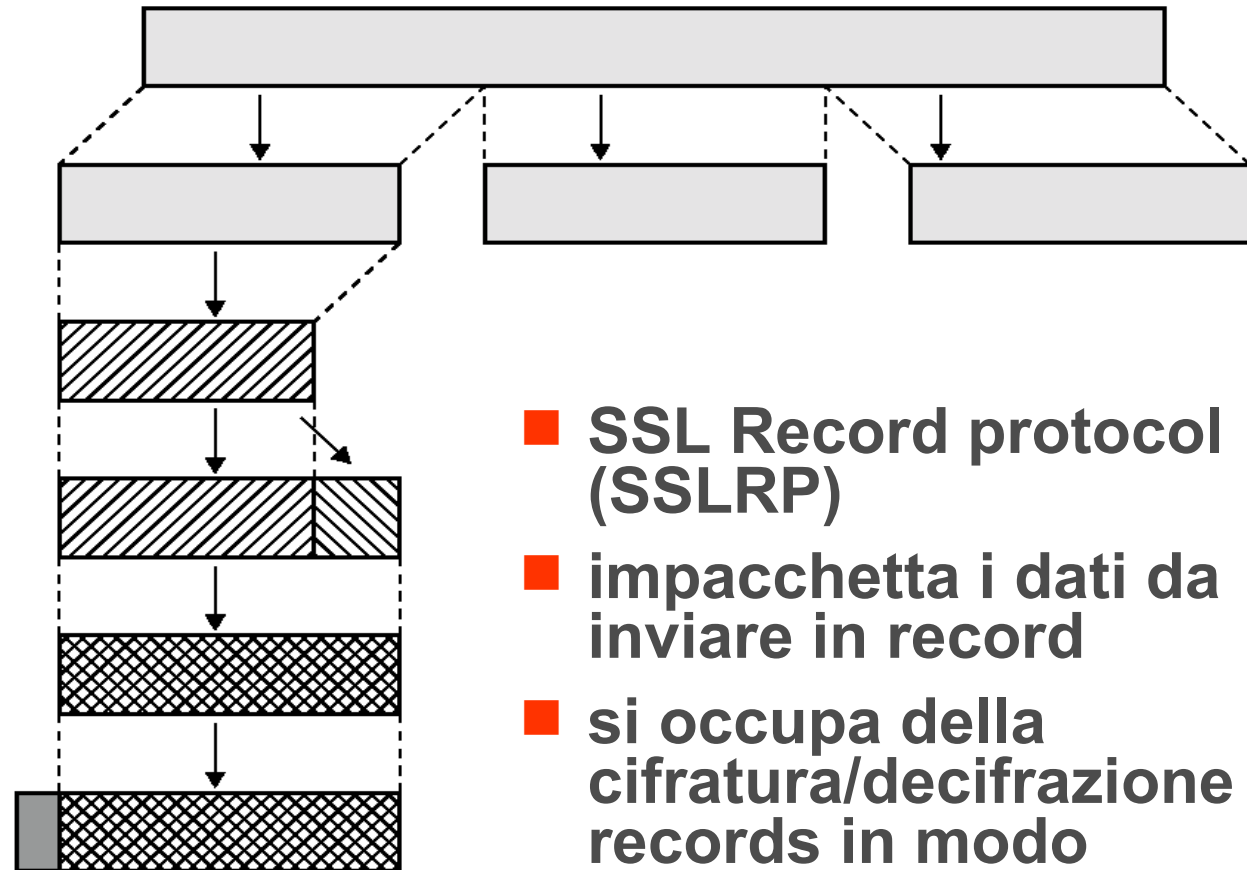 SSL Record protocol
(SSLRP)
impacchetta i dati da
inviare in record
si occupa della
cifratura/decifrazione
records in modo